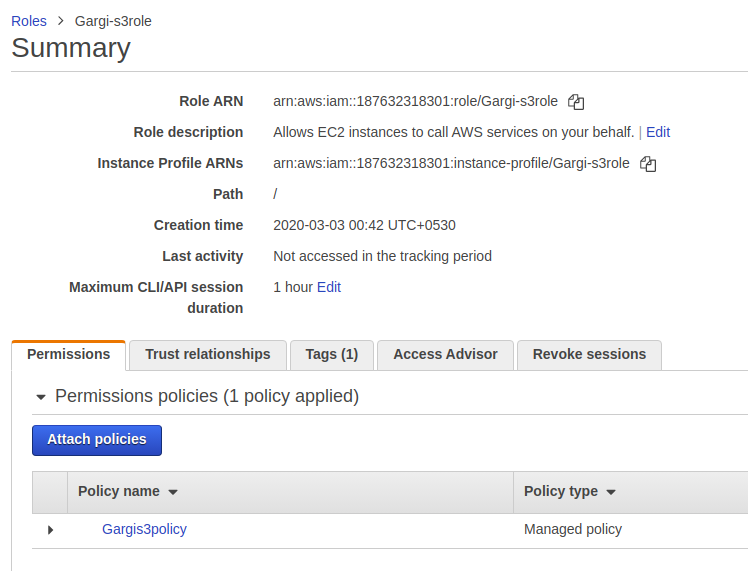 Roles > Gargi-s3role
Summary
Role ARN arn:aws:iam::187632318301:role/Gargi-s3role
Role description Allows EC2 instances to call AWS services on your behalf. | Edit
Instance Profile ARNs arn:aws:iam::187632318301:instance-profile/Gargi-s3role
Path /
Creation time 2020-03-03 00:42 UTC+0530
Last activity Not accessed in the tracking period
Maximum CLI/API session 1 hour Edit
duration
Permissions Trust relationships Tags (1) Access Advisor Revoke sessions
Permissions policies (1 policy applied)
Attach policies
Policy name Policy type
Gargis3policy Managed policy